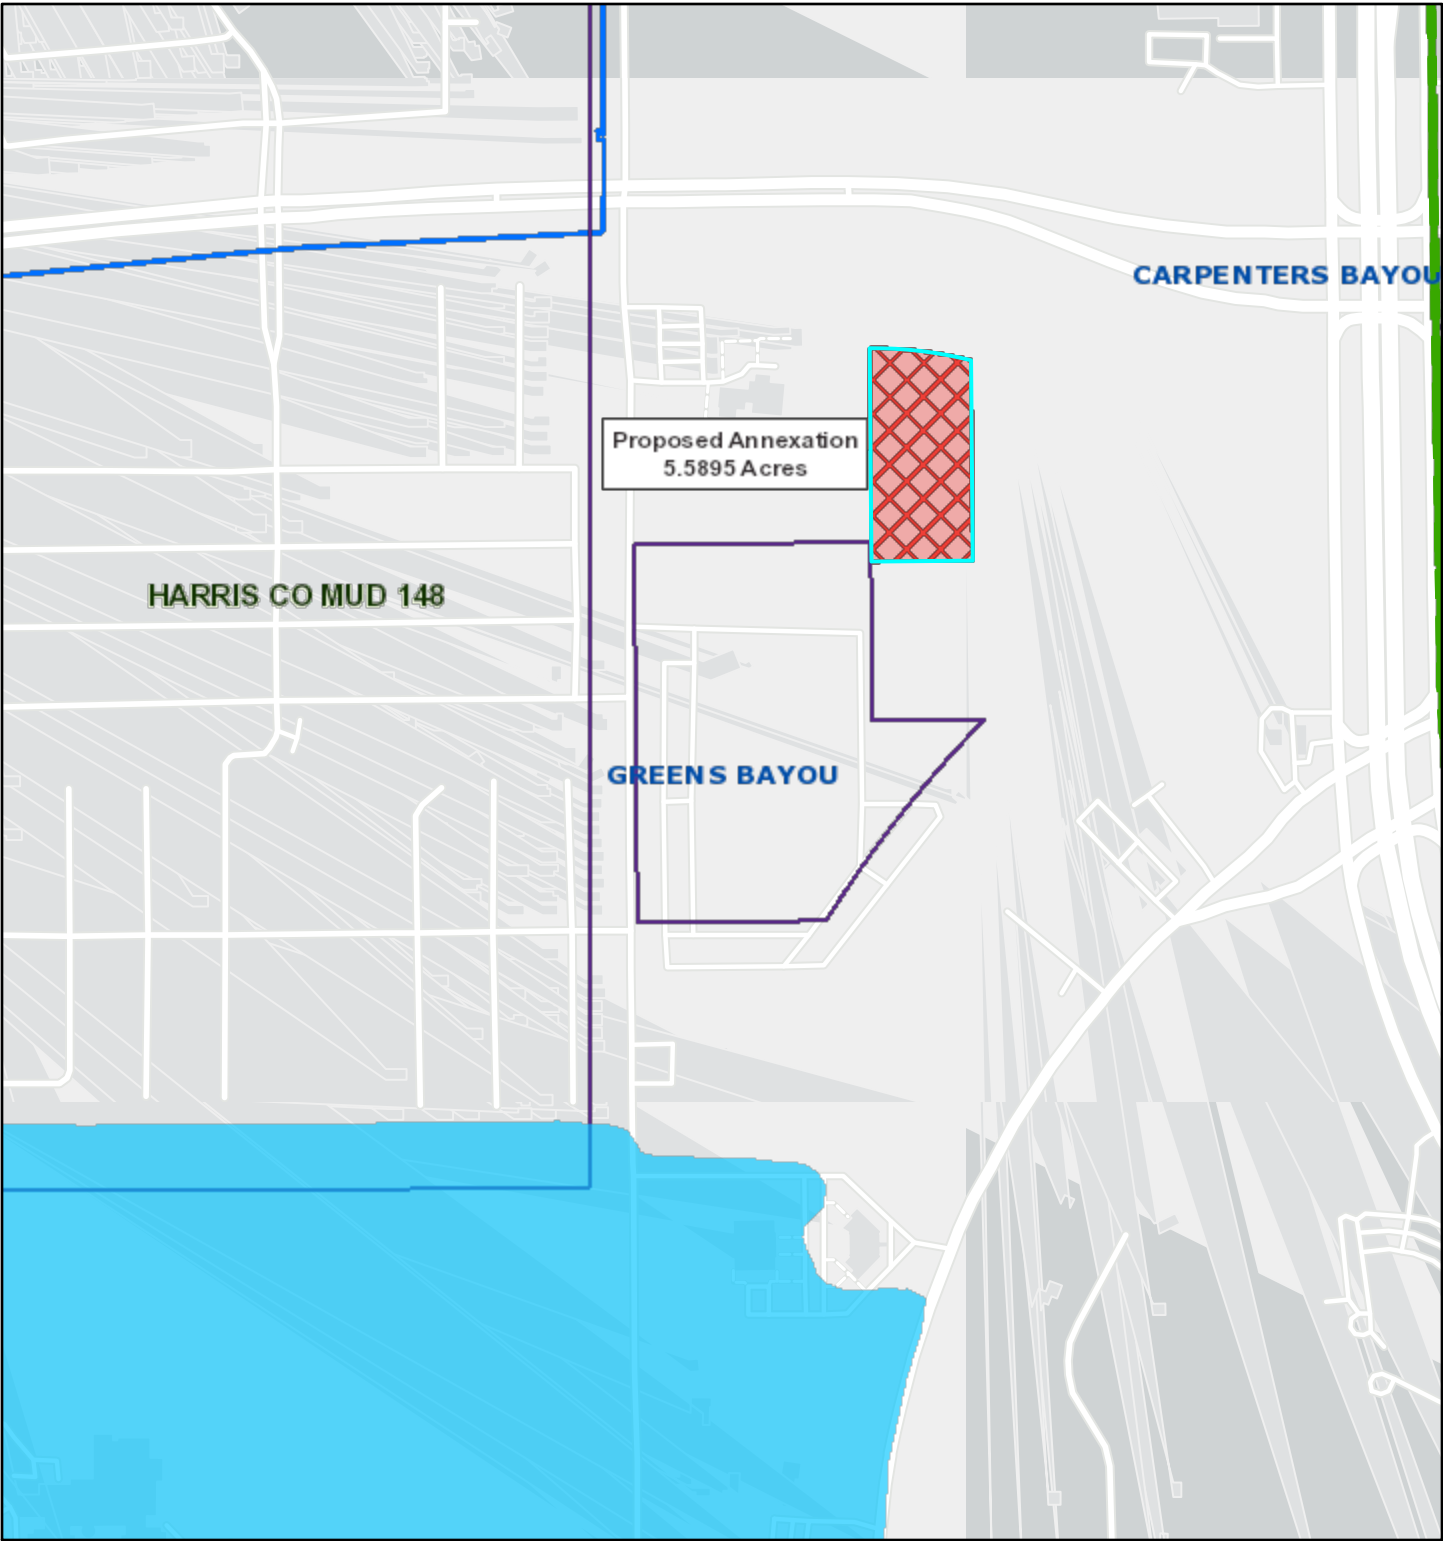 CARPENTERS BAYOU
Proposed Annexation
5.5895 Acres
HARRIS CO MUD 148
GREENS BAYOU